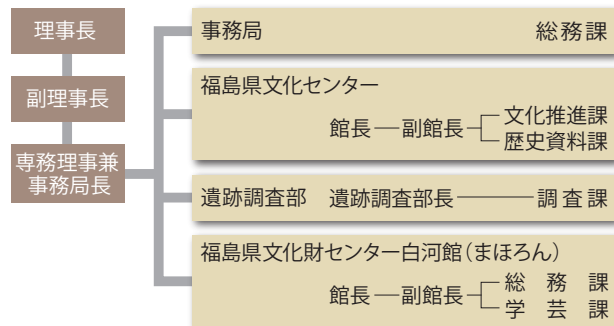 理事長
副理事長
専務理事兼
事務局長
事務局 総務課
福島県文化センター
館長 副館長 文化推進課
歴史資料課
遺跡調査部 遺跡調査部長 調査課
福島県文化財センター白河館(まほろん)
館長 副館長 総務課
学芸課